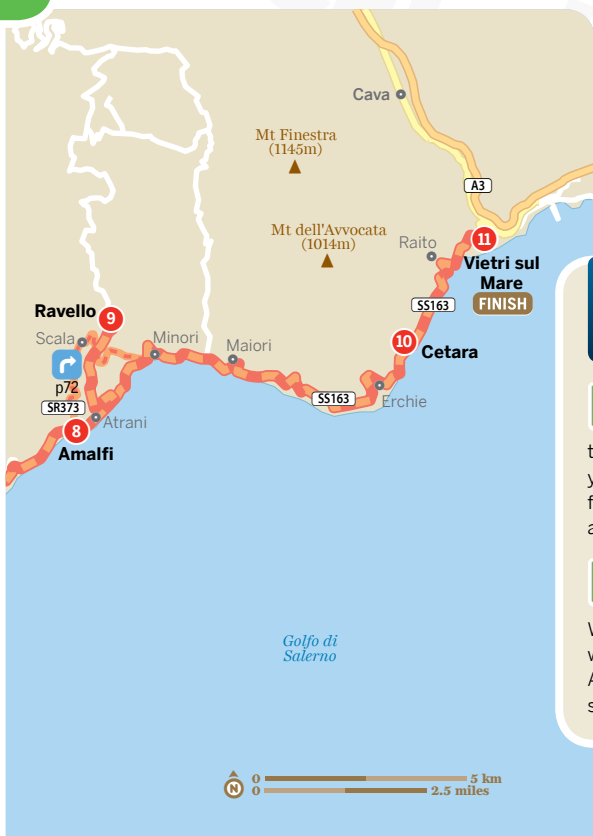 Cava
Mt Finestra
(1145m)
A3
Mt dell'Avvocata
(1014m)
Raito
11
Vietri sul
Mare
FINISH
SS163
Ravello
9
Scala
Minori
Maiori
10
Cetara
p72
SR373
SS163
Erchie
8
Atrani
Amalfi
Golfo di
Salerno
N
0
5 km
0
2.5 miles
t
y
f
a
W
w
A
s